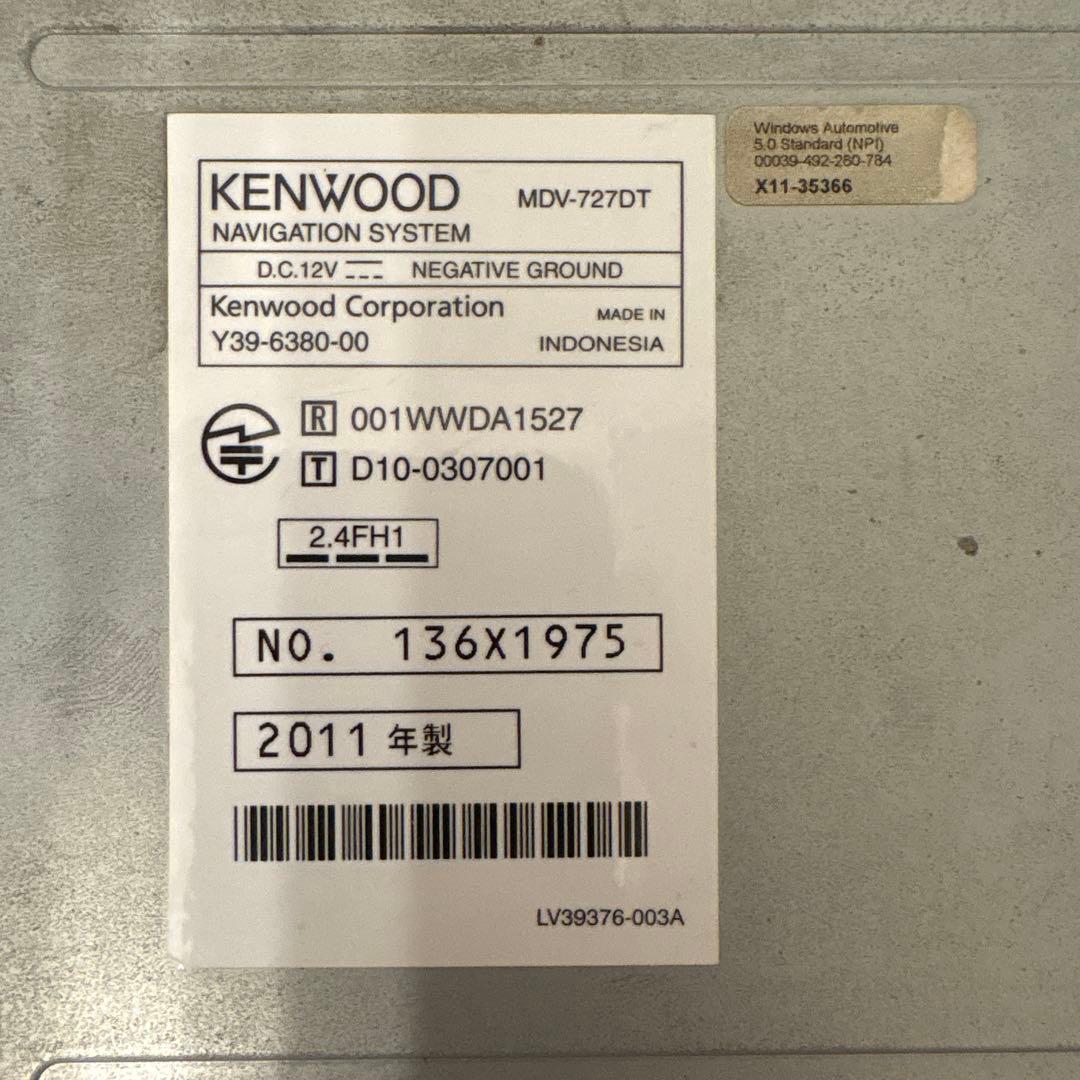 KENWOOD MDV-727DT
NAVIGATION SYSTEM
D.C.12V NEGATIVE GROUND
Kenwood Corporation MADE IN
Y39-6380-00 INDONESIA
R 001WWDA1527
T D10-0307001
2.4FH1
NO. 136X1975
2011 年製
LV39376-003A
Windows Automotive
5.0 Standard (NPI)
00039-492-260-784
X11-35366